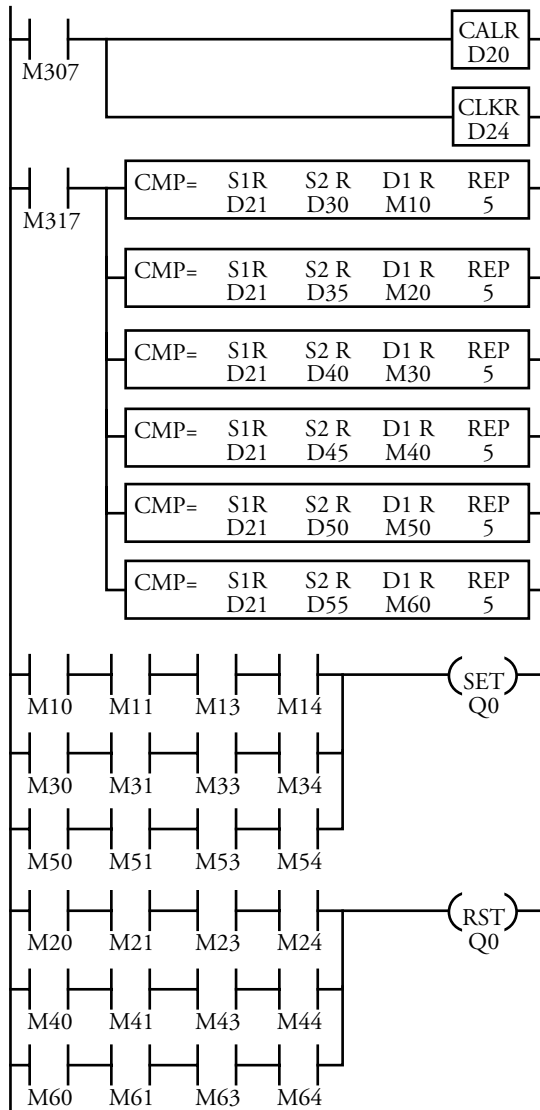 CALR
D20
M307
CLKR
D24
CMP= S1R S2 R D1 R REP
D21 D30 M10 5
M317
CMP= S1R S2 R D1 R REP
D21 D35 M20 5
CMP= S1R S2 R D1 R REP
D21 D40 M30 5
CMP= S1R S2 R D1 R REP
D21 D45 M40 5
CMP= S1R S2 R D1 R REP
D21 D50 M50 5
CMP= S1R S2 R D1 R REP
D21 D55 M60 5
SET
M10 M11 M13 M14 Q0
M30 M31 M33 M34
M50 M51 M53 M54
RST
M20 M21 M23 M24 Q0
M40 M41 M43 M44
M60 M61 M63 M64